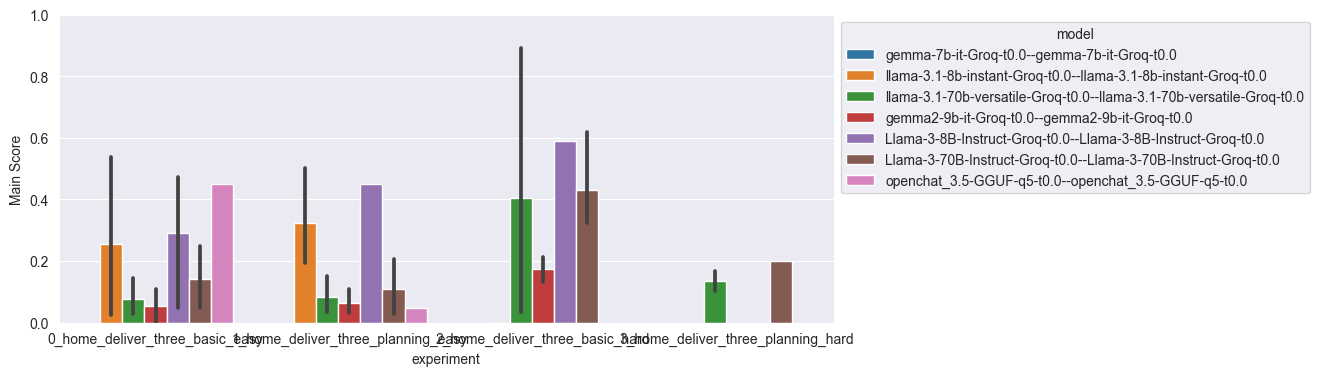 1.0
0.8
0.6
0.4
0.2
0.0
Main Score
0_home_deliver_three_basic_easy
1_home_deliver_three_planning_easy
2_home_deliver_three_basic_hard
3_home_deliver_three_planning_hard
experiment
model
gemma-7b-it-Groq-t0.0--gemma-7b-it-Groq-t0.0
llama-3.1-8b-instant-Groq-t0.0--llama-3.1-8b-instant-Groq-t0.0
llama-3.1-70b-versatile-Groq-t0.0--llama-3.1-70b-versatile-Groq-t0.0
gemma2-9b-it-Groq-t0.0--gemma2-9b-it-Groq-t0.0
Llama-3-8B-Instruct-Groq-t0.0--Llama-3-8B-Instruct-Groq-t0.0
Llama-3-70B-Instruct-Groq-t0.0--Llama-3-70B-Instruct-Groq-t0.0
openchat_3.5-GGUF-q5-t0.0--openchat_3.5-GGUF-q5-t0.0